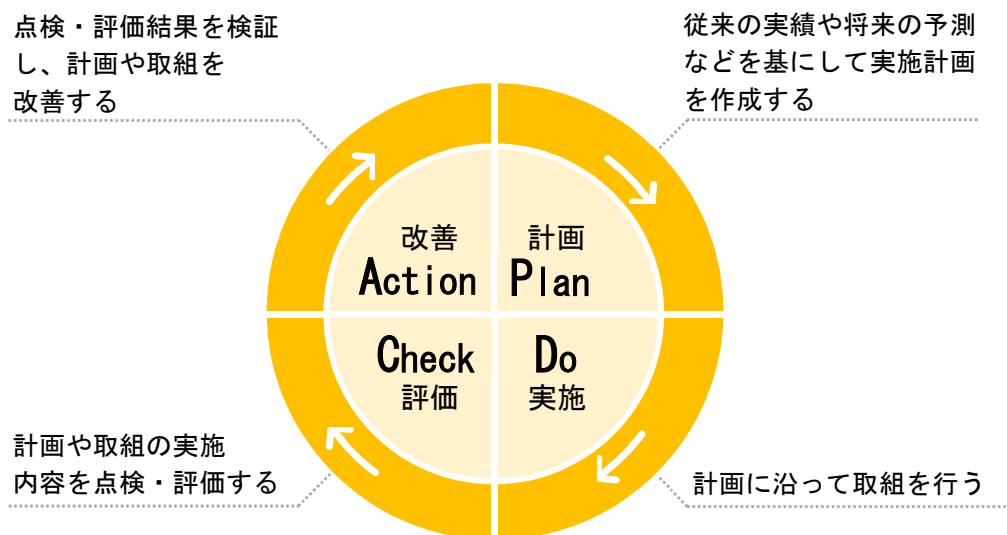 点検・評価結果を検証
し、計画や取組を
改善する
従来の実績や将来の予測
などを基にして実施計画
を作成する
改善
Action
計画
Plan
Check
評価
Do
実施
計画や取組の実施
内容を点検・評価する
計画に沿って取組を行う